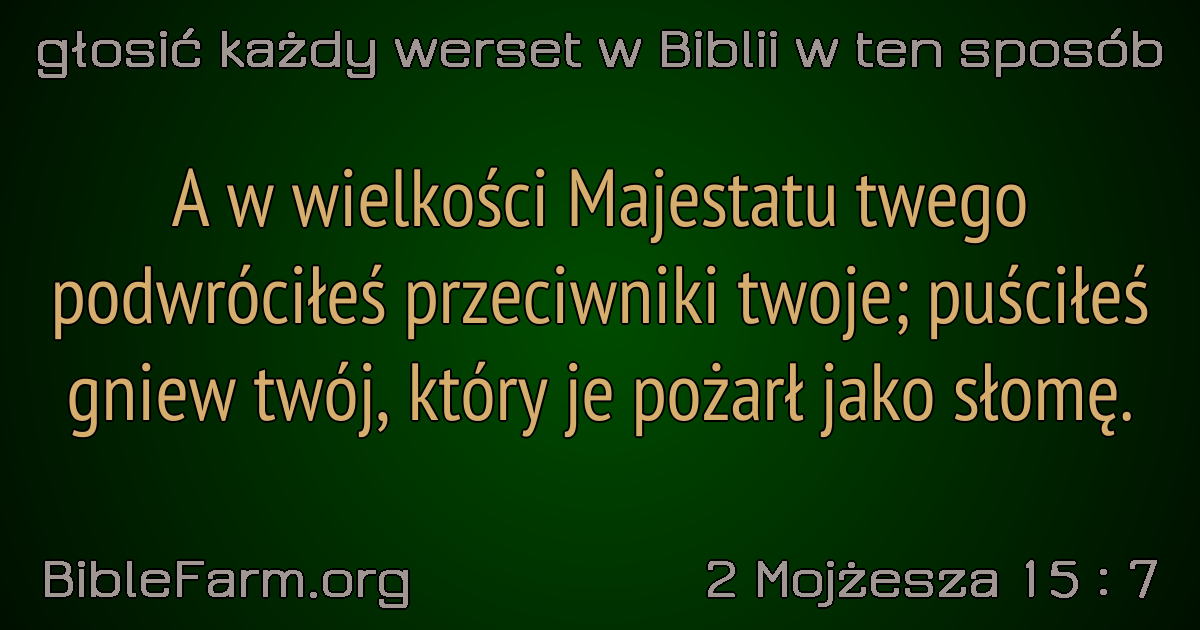 głosić każdy werset w Biblii w ten sposób
A w wielkości Majestatu twego
podwróciłeś przeciwniki twoje; puściłeś
gniew twój, który je pożarł jako słomę.
BibleFarm.org
2 Mojżesza 15 : 7